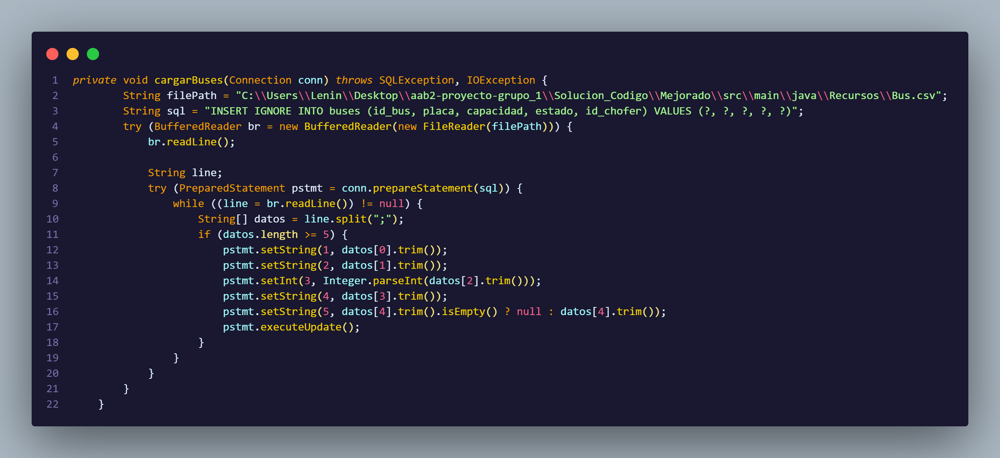 1 private void cargarBuses(Connection conn) throws SQLException, IOException {
2 String filePath = "C:\\Users\\Lenin\\Desktop\\aab2-proyecto-grupo_1\\Solucion_Codigo\\Mejorado\\src\\main\\java\\Recursos\\Bus.csv";
3 String sql = "INSERT IGNORE INTO buses (id_bus, placa, capacidad, estado, id_chofer) VALUES (?, ?, ?, ?, ?)";
4 try (BufferedReader br = new BufferedReader(new FileReader(filePath))) {
5 br.readLine();
6
7 String line;
8 try (PreparedStatement pstmt = conn.prepareStatement(sql)) {
9 while ((line = br.readLine()) != null) {
10 String[] datos = line.split(";");
11 if (datos.length >= 5) {
12 pstmt.setString(1, datos[0].trim());
13 pstmt.setString(2, datos[1].trim());
14 pstmt.setInt(3, Integer.parseInt(datos[2].trim()));
15 pstmt.setString(4, datos[3].trim());
16 pstmt.setString(5, datos[4].trim().isEmpty() ? null : datos[4].trim());
17 pstmt.executeUpdate();
18 }
19 }
20 }
21 }
22 }